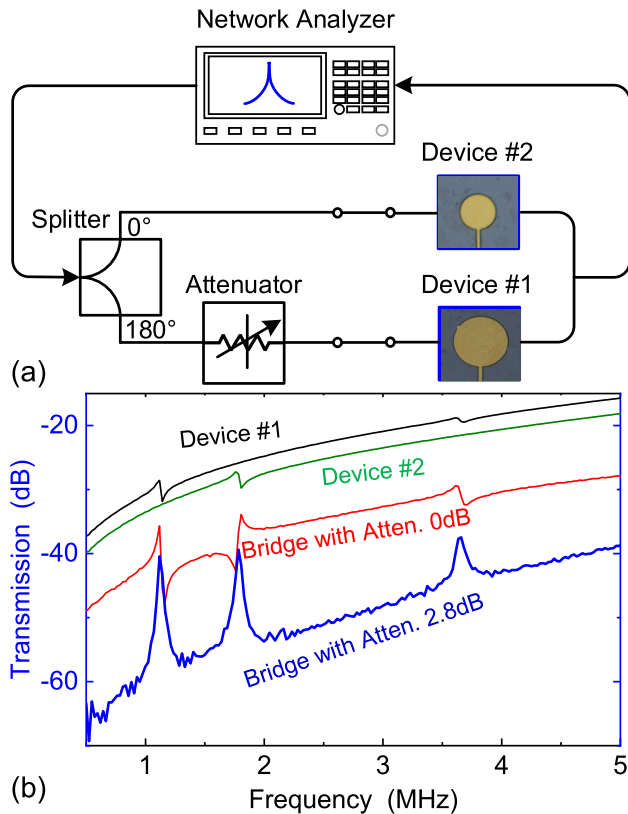 Network Analyzer
Device #2
Splitter
0°
Attenuator
Device #1
180°
(a)
-20
Device #1
Device #2
Transmission (dB)
-40
Bridge with Atten. 0dB
Bridge with Atten. 2.8dB
-60
1
2
3
4
5
(b)
Frequency (MHz)